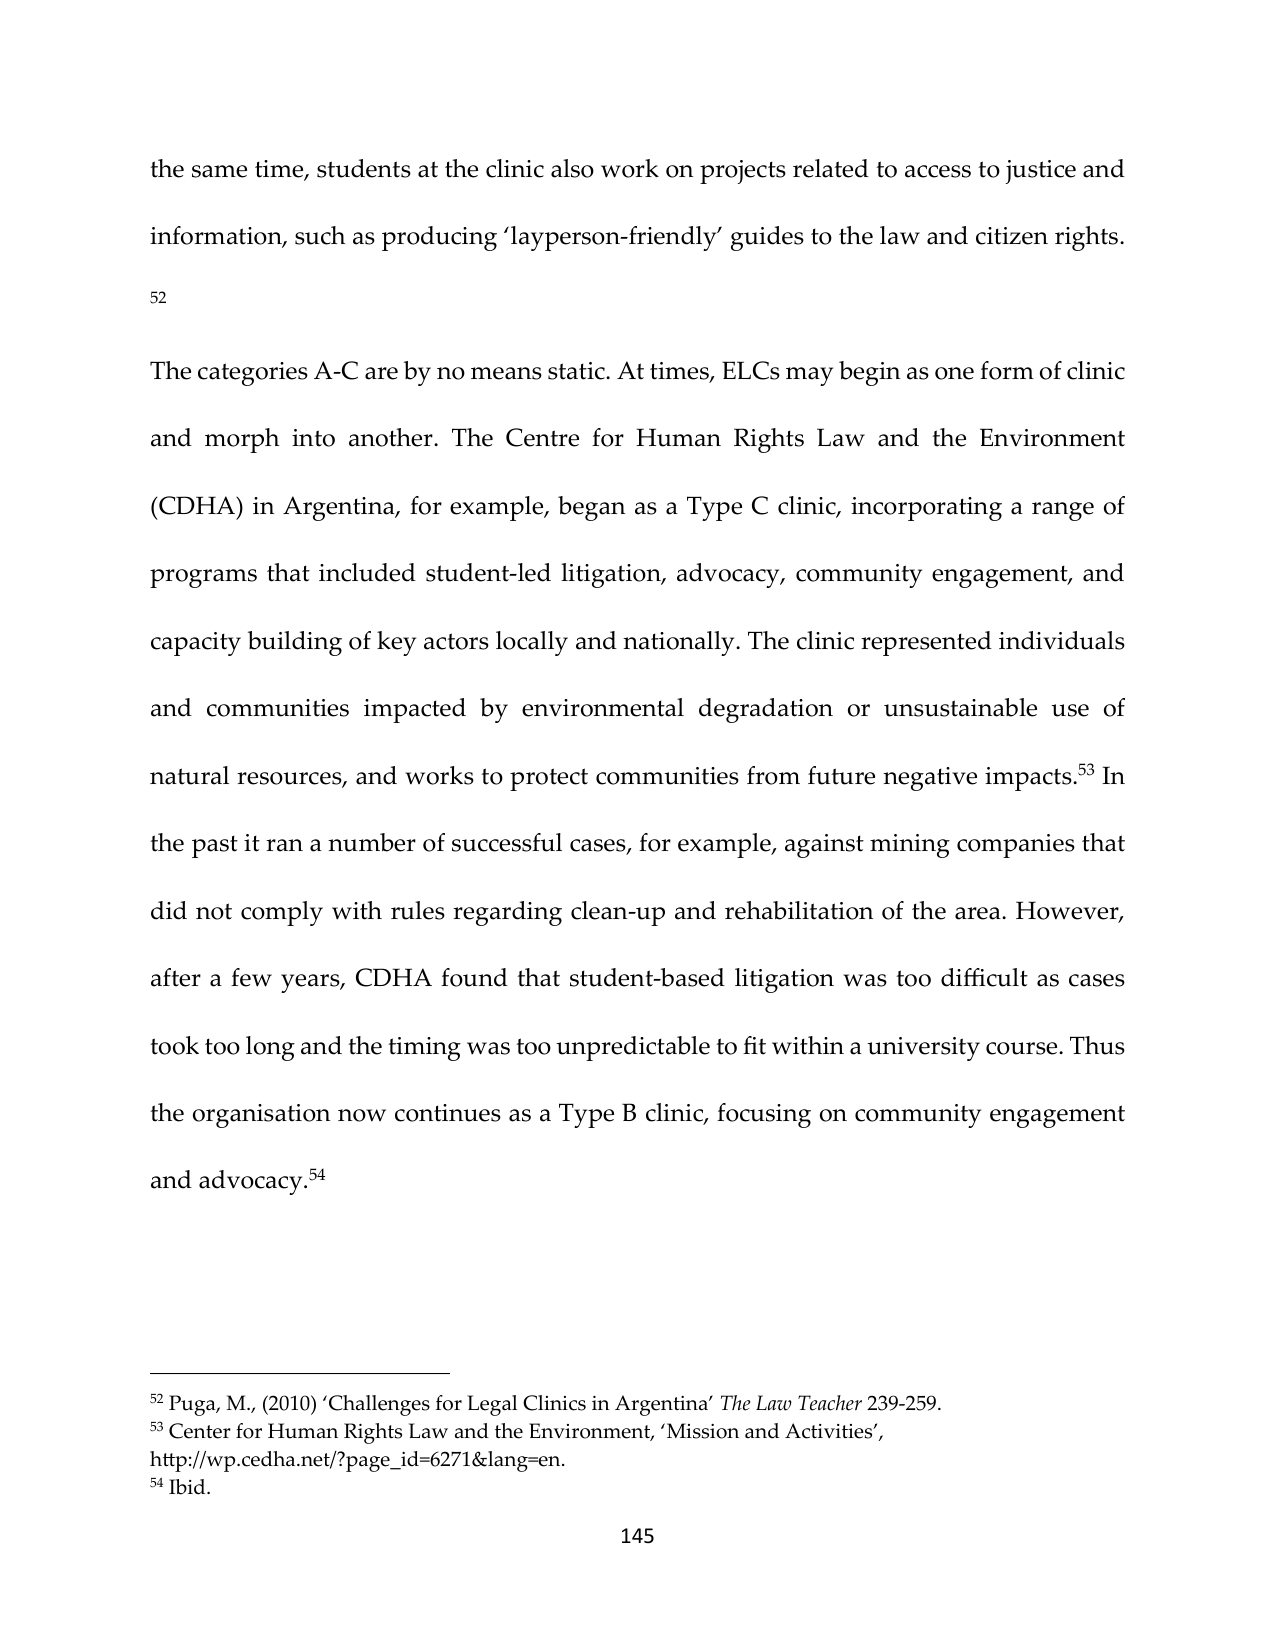 the same time, students at the clinic also work on projects related to access to justice and
information, such as producing ‘layperson-friendly’ guides to the law and citizen rights.
52
The categories A-C are by no means static. At times, ELCs may begin as one form of clinic
and morph into another. The Centre for Human Rights Law and the Environment
(CDHA) in Argentina, for example, began as a Type C clinic, incorporating a range of
programs that included student-led litigation, advocacy, community engagement, and
capacity building of key actors locally and nationally. The clinic represented individuals
and communities impacted by environmental degradation or unsustainable use of
natural resources, and works to protect communities from future negative impacts.53 In
the past it ran a number of successful cases, for example, against mining companies that
did not comply with rules regarding clean-up and rehabilitation of the area. However,
after a few years, CDHA found that student-based litigation was too difficult as cases
took too long and the timing was too unpredictable to fit within a university course. Thus
the organisation now continues as a Type B clinic, focusing on community engagement
and advocacy.54
52 Puga, M., (2010) ‘Challenges for Legal Clinics in Argentina’ The Law Teacher 239-259.
53 Center for Human Rights Law and the Environment, ‘Mission and Activities’,
http://wp.cedha.net/?page_id=6271&lang=en.
54 Ibid.
145